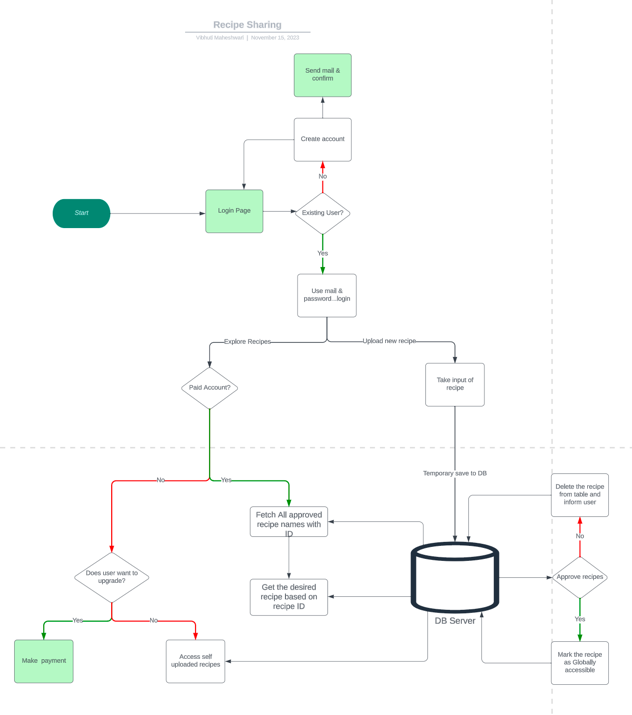 Recipe Sharing
Vibhuti Maheshwari | November 15, 2022
Send mail &
confirm
Create account
No
Start
Login Page
Existing User?
Yes
Use mail &
password...login
Explore Recipes
Upload new recipe
Paid Account?
Take input of
recipe
Temporary save to DB
No
Yes
Delete the recipe
from table and
inform user
Fetch All approved
recipe names with
ID
No
Does user want to
upgrade?
Approve recipes
Get the desired
recipe based on
recipe ID
DB Server
Yes
No
Yes
Make payment
Access self
uploaded recipes
Mark the recipe
as Globally
accessible